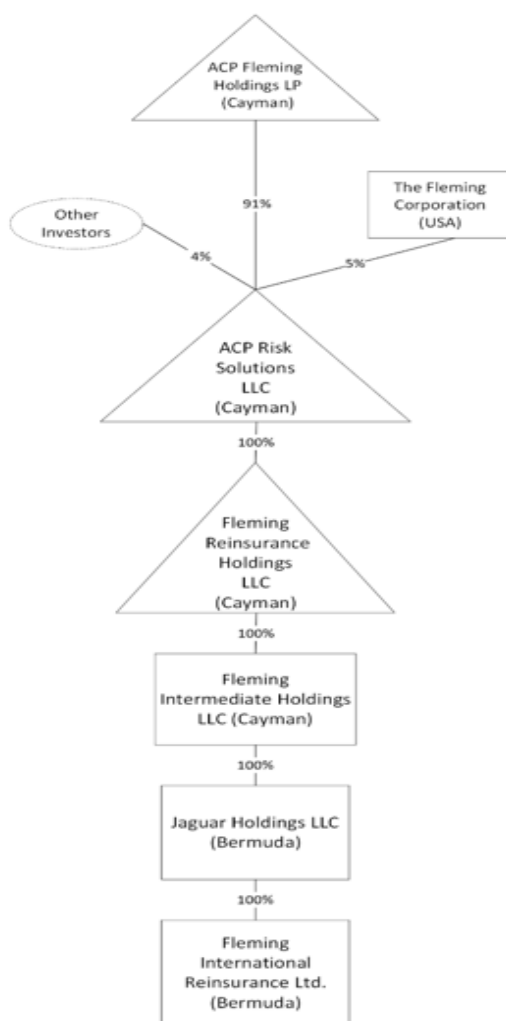 ACP Fleming
Holdings LP
(Cayman)
Other
Investors
The Fleming
Corporation
(USA)
91%
4%
5%
ACP Risk
Solutions
LLC
(Cayman)
100%
Fleming
Reinsurance
Holdings
LLC
(Cayman)
100%
Fleming
Intermediate Holdings
LLC (Cayman)
100%
Jaguar Holdings LLC
(Bermuda)
100%
Fleming
International
Reinsurance Ltd.
(Bermuda)